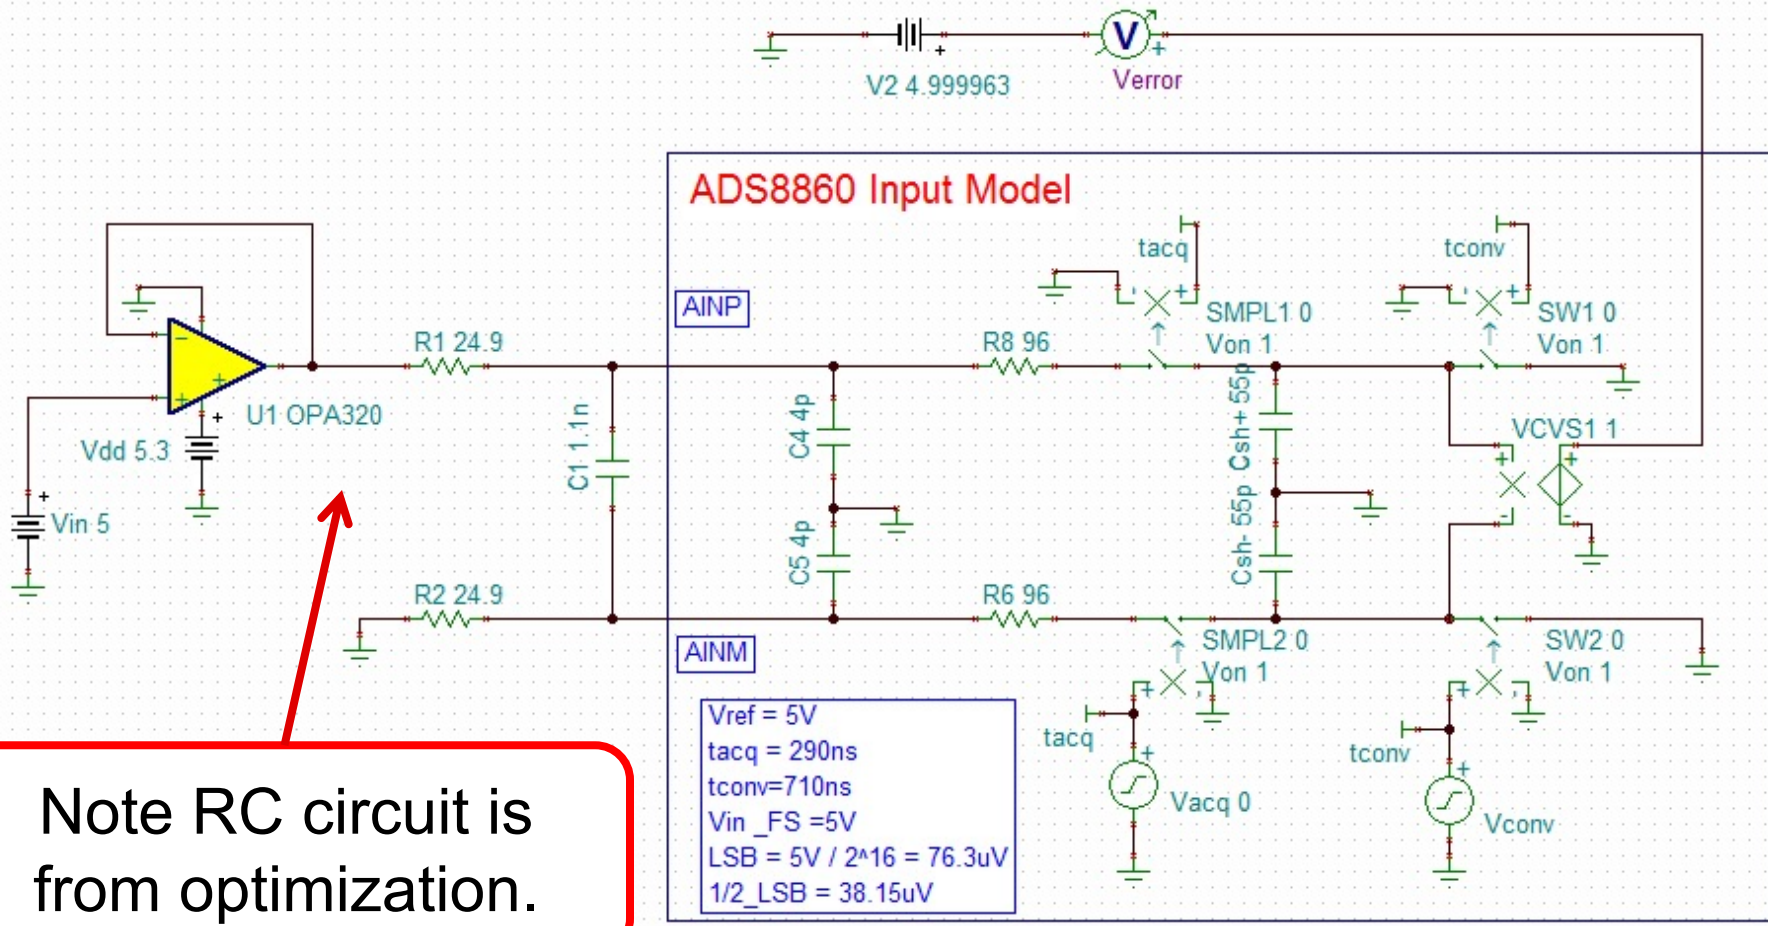 V2 4.999963
V
+
Verror
ADS8860 Input Model
tacq
tconv
AINP
SMPL1 0
Von 1
SW1 0
Von 1
R1 24.9
R8 96
U1 OPA320
Vdd 5.3
Vin 5
C1 1.1n
C4 4p
Csh+ 55p
VCVS1 1
C5 4p
Csh- 55p
R2 24.9
R6 96
AINM
SMPL2 0
Von 1
SW2 0
Von 1
tacq
tconv
Vacq 0
Vconv
Vref = 5V
tacq = 290ns
tconv=710ns
Vin _FS =5V
LSB = 5V / 2^16 = 76.3uV
1/2_LSB = 38.15uV
Note RC circuit is
from optimization.